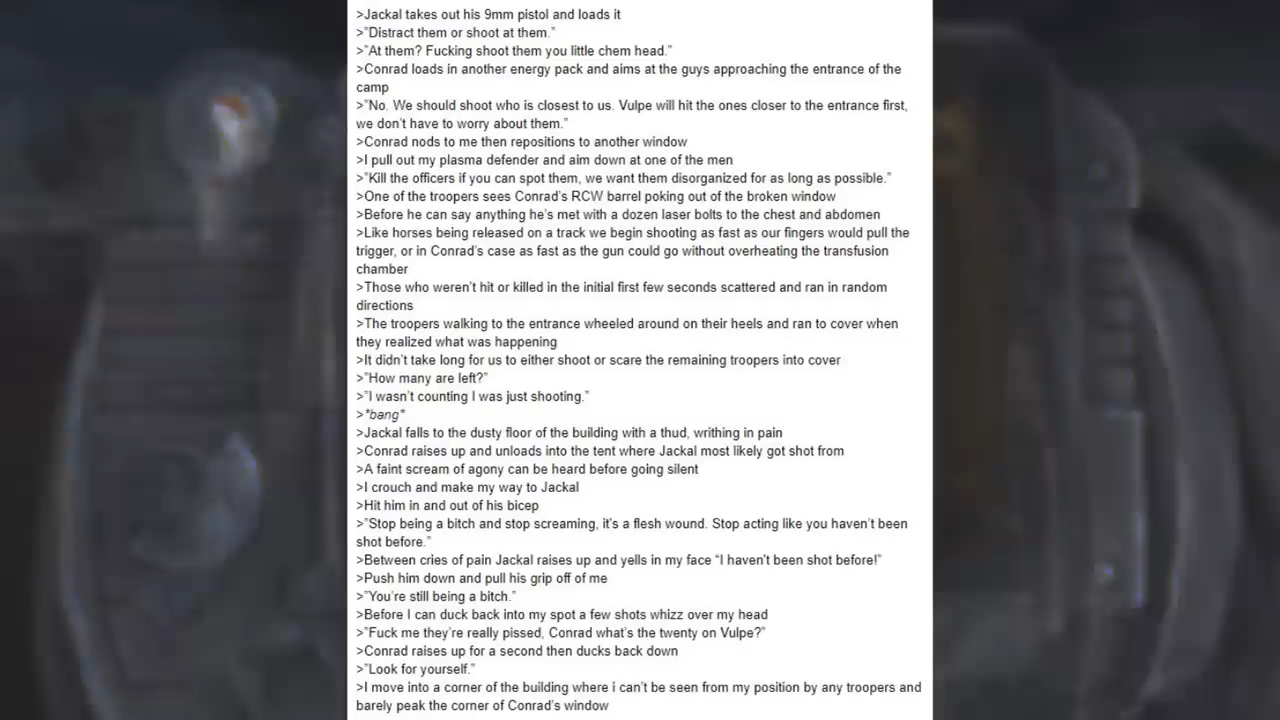 >Jackal takes out his 9mm pistol and loads it
>"Distract them or shoot at them."
>"At them? Fucking shoot them you little chem head."
>Conrad loads in another energy pack and aims at the guys approaching the entrance of the
camp
>"No. We should shoot who is closest to us. Vulpe will hit the ones closer to the entrance first,
we don't have to worry about them."
>Conrad nods to me then repositions to another window
>I pull out my plasma defender and aim down at one of the men
>"Kill the officers if you can spot them, we want them disorganized for as long as possible."
>One of the troopers sees Conrad's RCW barrel poking out of the broken window
>Before he can say anything he's met with a dozen laser bolts to the chest and abdomen
>Like horses being released on a track we begin shooting as fast as our fingers would pull the
trigger, or in Conrad's case as fast as the gun could go without overheating the transfusion
chamber
>Those who weren't hit or killed in the initial first few seconds scattered and ran in random
directions
>The troopers walking to the entrance wheeled around on their heels and ran to cover when
they realized what was happening
>It didn't take long for us to either shoot or scare the remaining troopers into cover
>"How many are left?"
>"I wasn't counting I was just shooting."
>*bang*
>Jackal falls to the dusty floor of the building with a thud, writhing in pain
>Conrad raises up and unloads into the tent where Jackal most likely got shot from
>A faint scream of agony can be heard before going silent
>I crouch and make my way to Jackal
>Hit him in and out of his bicep
>"Stop being a bitch and stop screaming, it's a flesh wound. Stop acting like you haven't been
shot before."
>Between cries of pain Jackal raises up and yells in my face "I haven't been shot before!"
>Push him down and pull his grip off of me
>"You're still being a bitch."
>Before I can duck back into my spot a few shots whizz over my head
>"Fuck me they're really pissed, Conrad what's the twenty on Vulpe?"
>Conrad raises up for a second then ducks back down
>"Look for yourself."
>I move into a corner of the building where i can't be seen from my position by any troopers and
barely peak the corner of Conrad's window